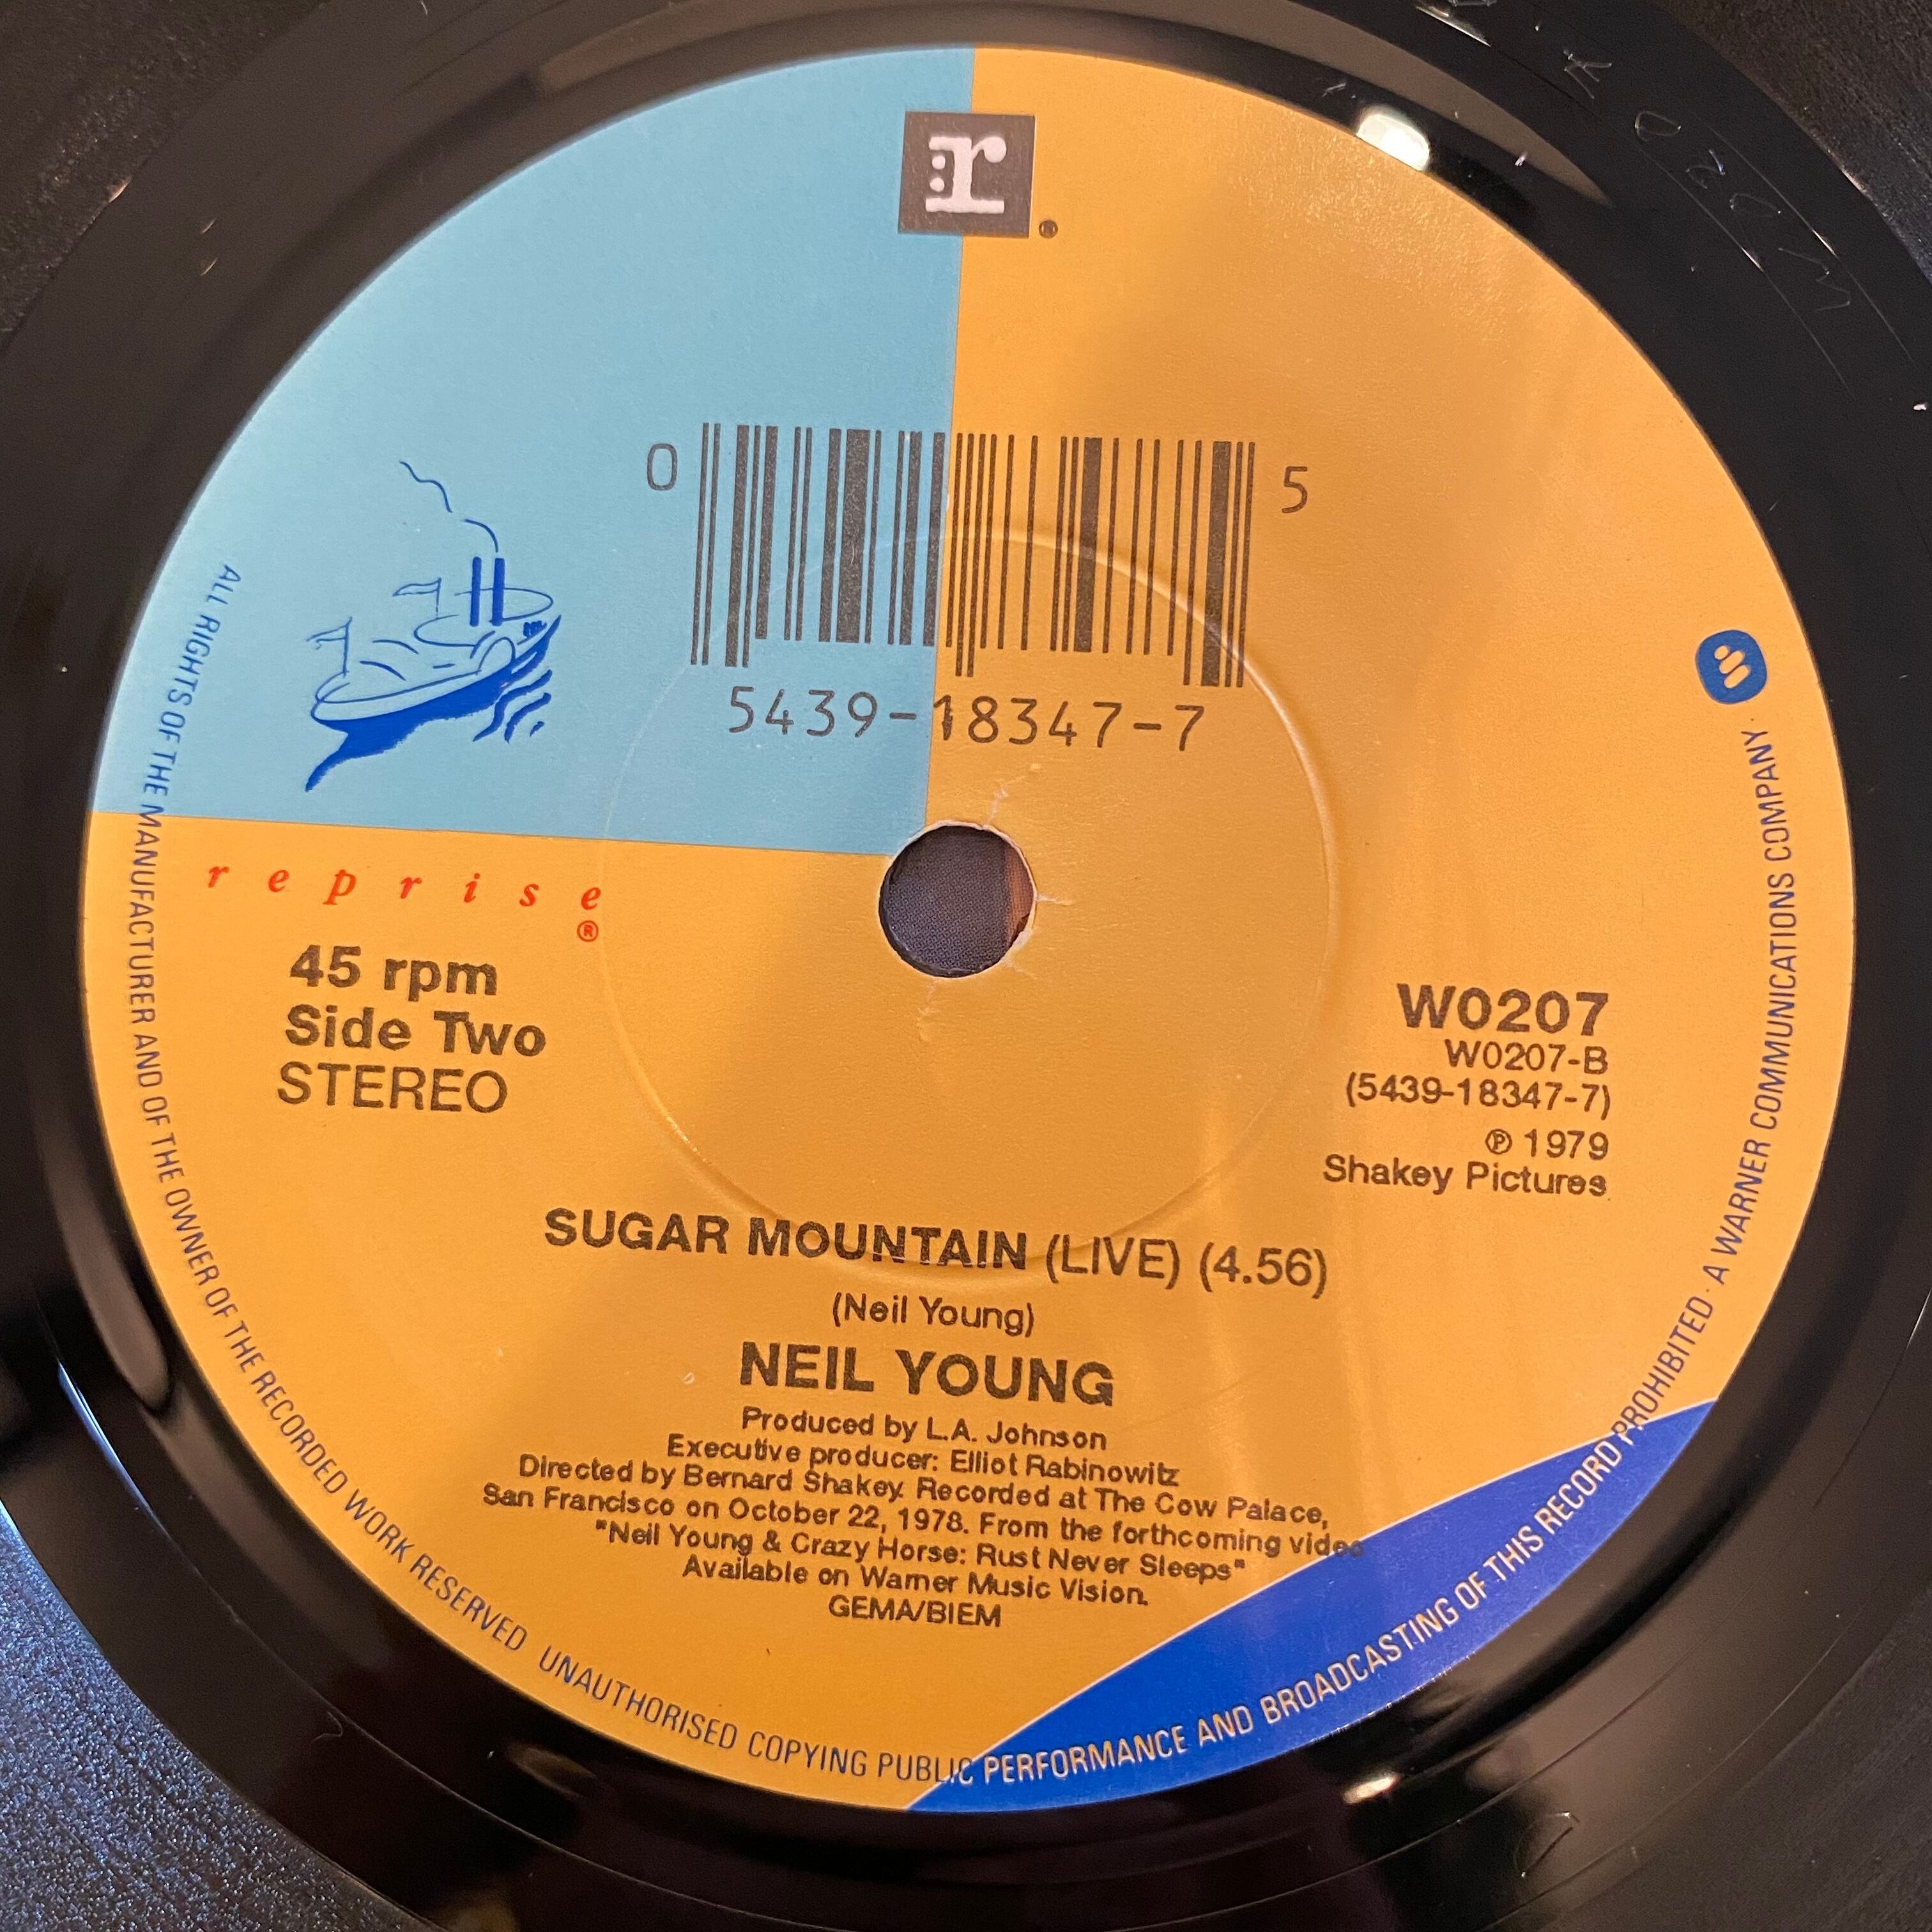 :r
®
0 5
5439-18347-7
reprise
®
45 rpm
Side Two
STEREO
W0207
W0207-B
(5439-18347-7)
℗ 1979
Shakey Pictures
SUGAR MOUNTAIN (LIVE) (4.56)
(Neil Young)
NEIL YOUNG
Produced by L.A. Johnson
Executive producer: Elliot Rabinowitz
Directed by Bernard Shakey. Recorded at The Cow Palace,
San Francisco on October 22, 1978. From the forthcoming video
"Neil Young & Crazy Horse: Rust Never Sleeps"
Available on Warner Music Vision.
GEMA/BIEM
ALL RIGHTS OF THE MANUFACTURER AND OF THE OWNER OF THE RECORDED WORK RESERVED UNAUTHORISED COPYING PUBLIC PERFORMANCE AND BROADCASTING OF THIS RECORD PROHIBITED · A WARNER COMMUNICATIONS COMPANY